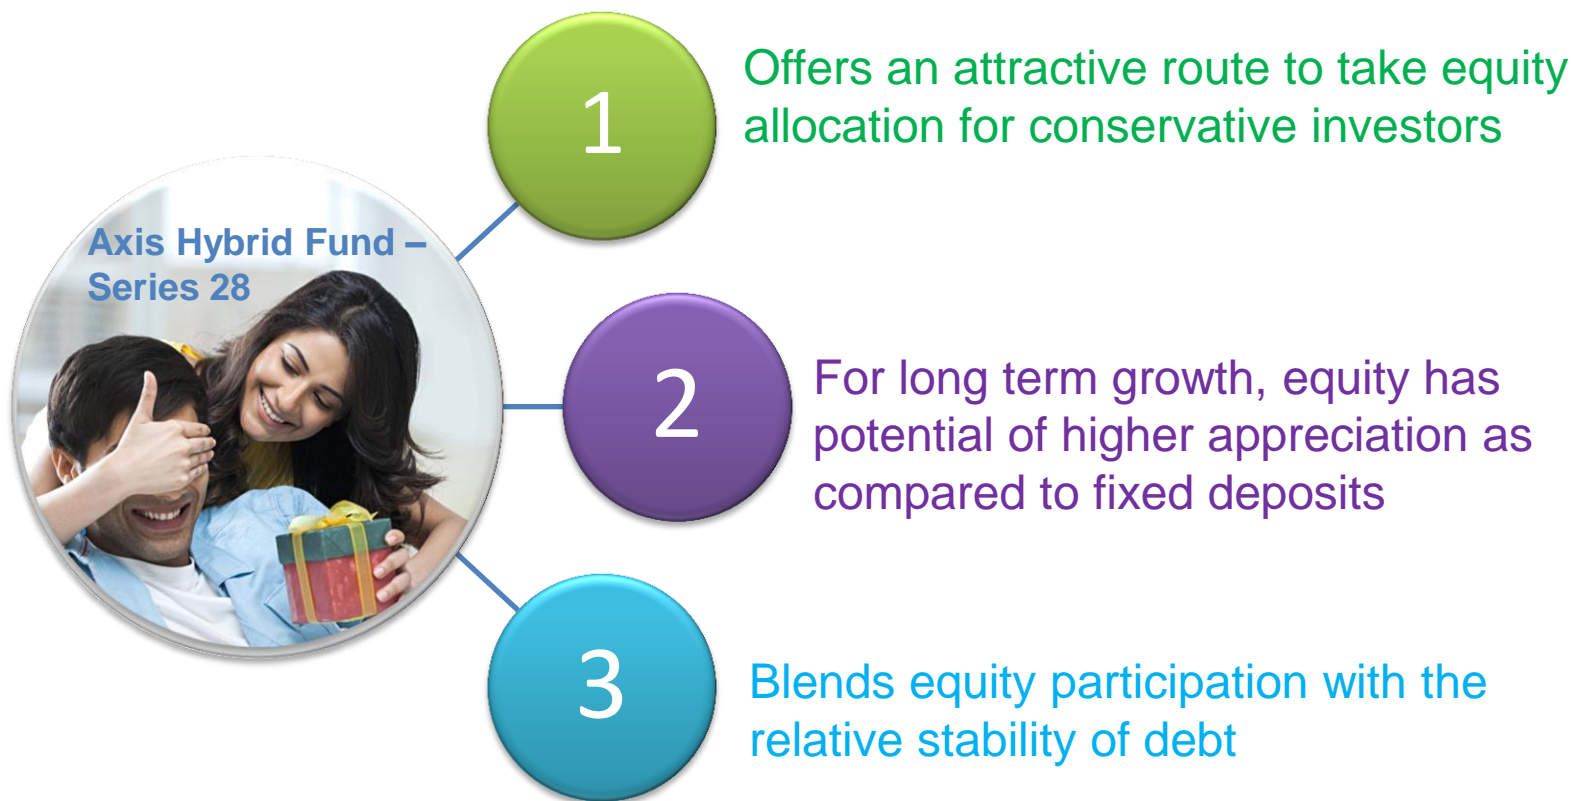 1
Offers an attractive route to take equity
allocation for conservative investors
Axis Hybrid Fund –
Series 28
2
For long term growth, equity has
potential of higher appreciation as
compared to fixed deposits
3
Blends equity participation with the
relative stability of debt